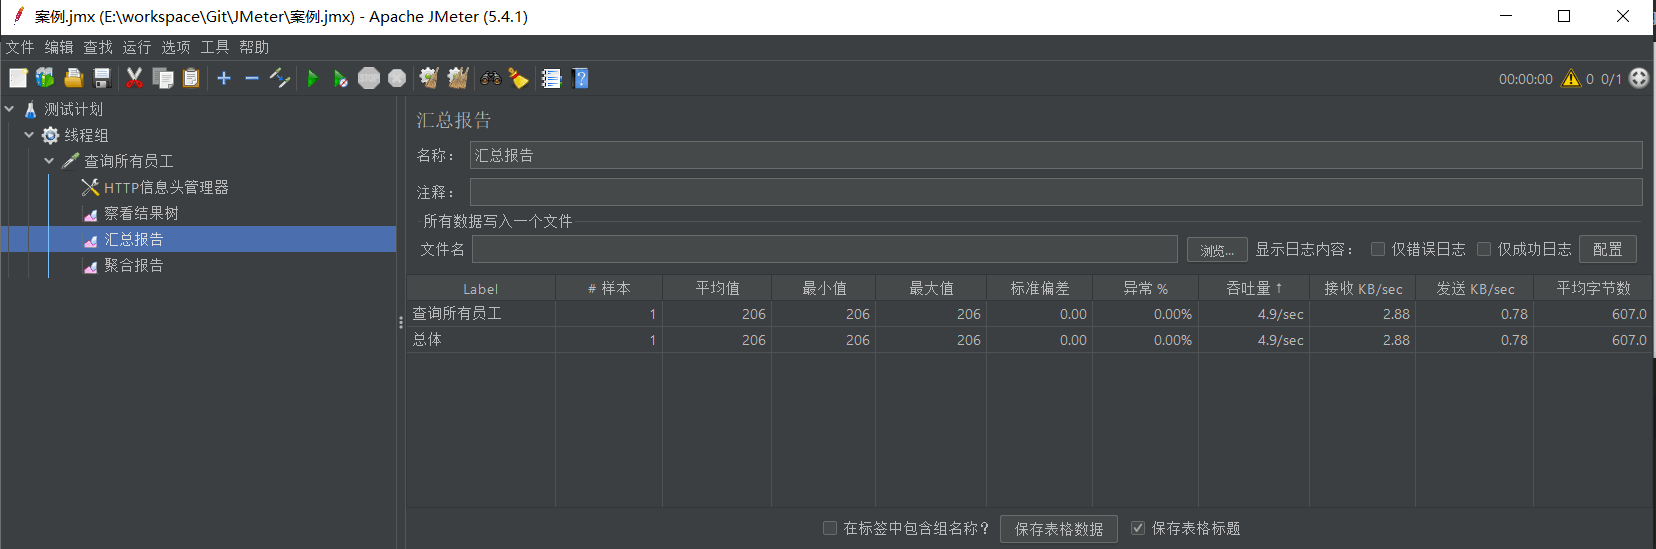 案例.jmx (E:\workspace\Git\JMeter\案例.jmx) - Apache JMeter (5.4.1)
文件 编辑 查找 运行 选项 工具 帮助
STOP
00:00:00 0 0/1
测试计划
线程组
查询所有员工
HTTP信息头管理器
察看结果树
汇总报告
聚合报告
汇总报告
名称： 汇总报告
注释：
所有数据写入一个文件
文件名 浏览... 显示日志内容： 仅错误日志 仅成功日志 配置
Label # 样本 平均值 最小值 最大值 标准偏差 异常 % 吞吐量 ↑ 接收 KB/sec 发送 KB/sec 平均字节数
查询所有员工 1 206 206 206 0.00 0.00% 4.9/sec 2.88 0.78 607.0
总体 1 206 206 206 0.00 0.00% 4.9/sec 2.88 0.78 607.0
在标签中包含组名称？ 保存表格数据 保存表格标题